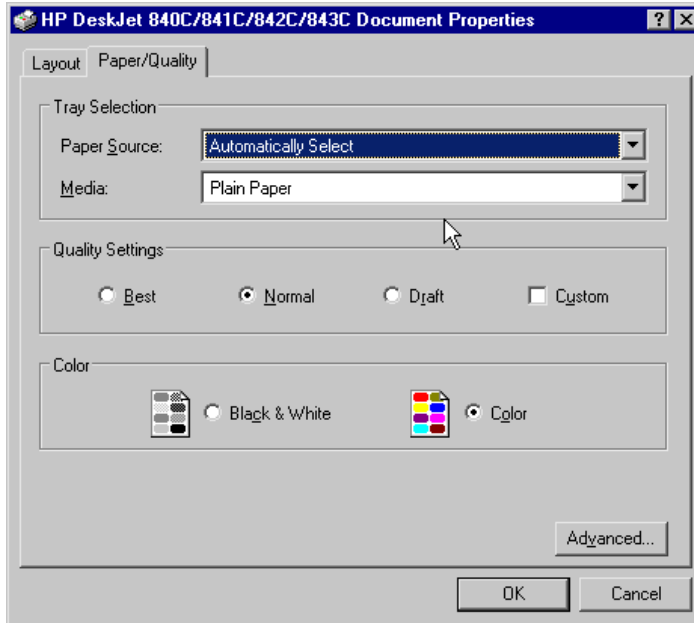 HP DeskJet 840C/841C/842C/843C Document Properties
Layout Paper/Quality
Tray Selection
Paper Source: Automatically Select
Media: Plain Paper
Quality Settings
Best Normal Draft Custom
Color
Black & White Color
Advanced...
OK Cancel